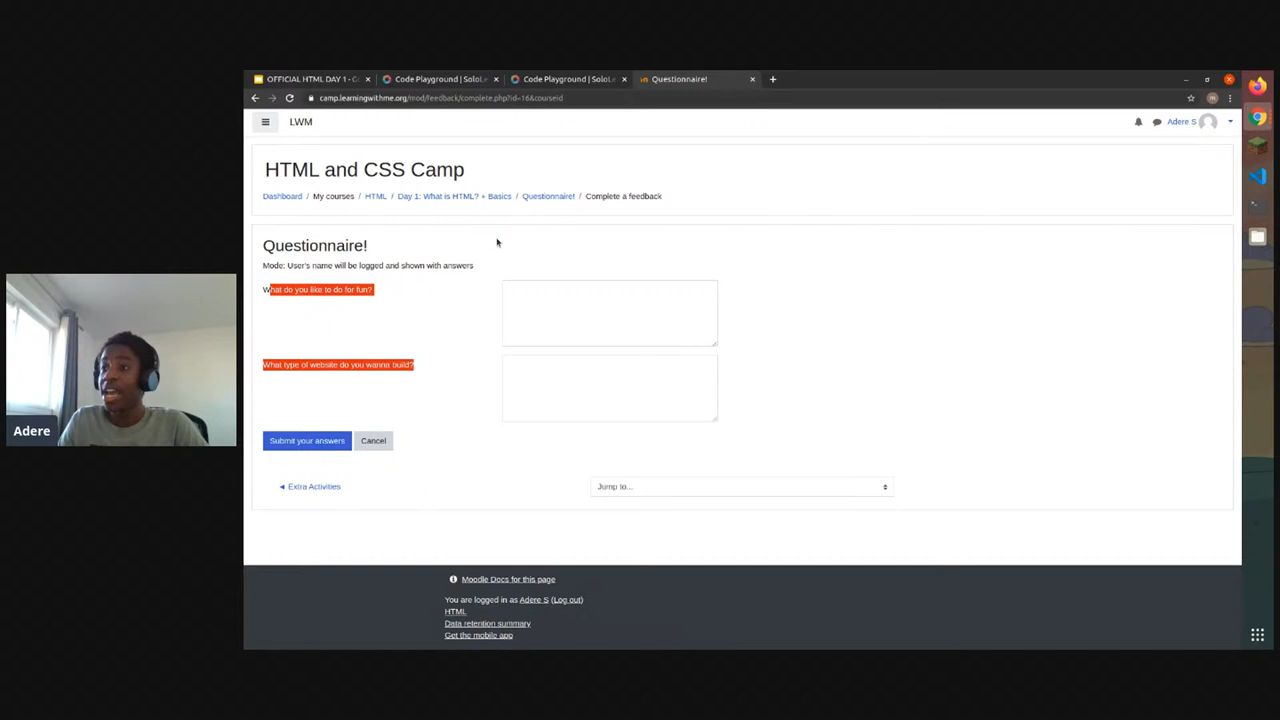 OFFICIAL HTML DAY 1 - G
Code Playground | SoloLe
Code Playground | SoloLe
Questionnaire!
camp.learningwithme.org/mod/feedback/complete.php?id=16&courseid
LWM
Adere S
HTML and CSS Camp
Dashboard / My courses / HTML / Day 1: What is HTML? + Basics / Questionnaire! / Complete a feedback
Questionnaire!
Mode: User's name will be logged and shown with answers
What do you like to do for fun?
What type of website do you wanna build?
Adere
Submit your answers Cancel
◄ Extra Activities
Jump to...
Moodle Docs for this page
You are logged in as Adere S (Log out)
HTML
Data retention summary
Get the mobile app